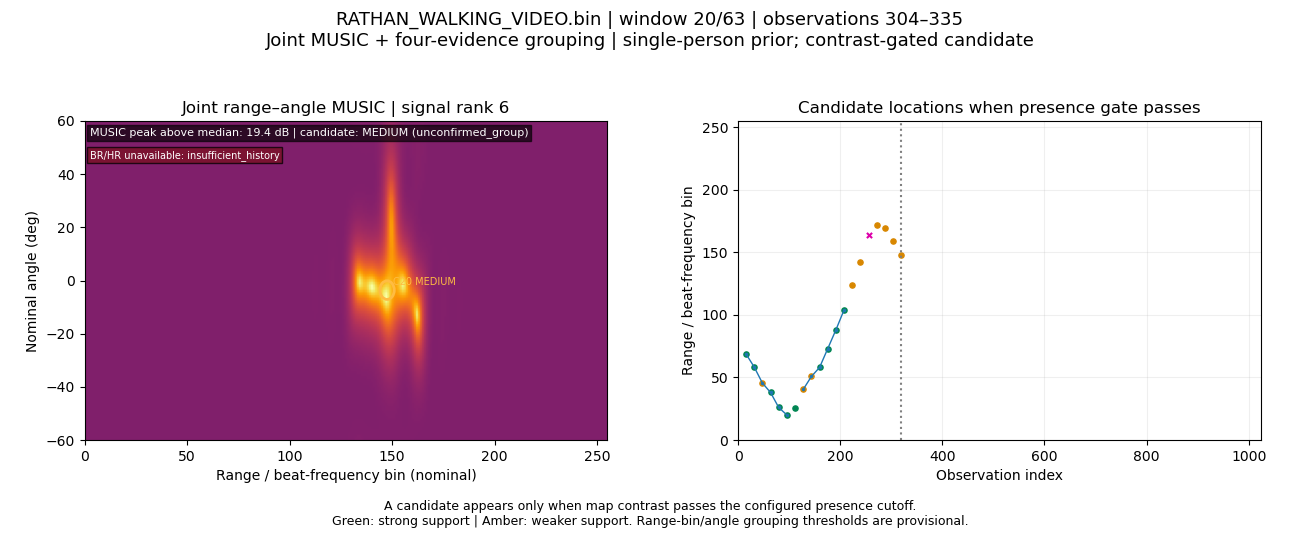 RATHAN_WALKING_VIDEO.bin | window 20/63 | observations 304–335
Joint MUSIC + four-evidence grouping | single-person prior; contrast-gated candidate
Joint range–angle MUSIC | signal rank 6
MUSIC peak above median: 19.4 dB | candidate: MEDIUM (unconfirmed_group)
BR/HR unavailable: insufficient_history
MEDIUM
60
40
20
0
−20
−40
−60
Nominal angle (deg)
0 50 100 150 200 250
Range / beat-frequency bin (nominal)
Candidate locations when presence gate passes
250
200
150
100
50
0
Range / beat-frequency bin
0 200 400 600 800 1000
Observation index
A candidate appears only when map contrast passes the configured presence cutoff.
Green: strong support | Amber: weaker support. Range-bin/angle grouping thresholds are provisional.